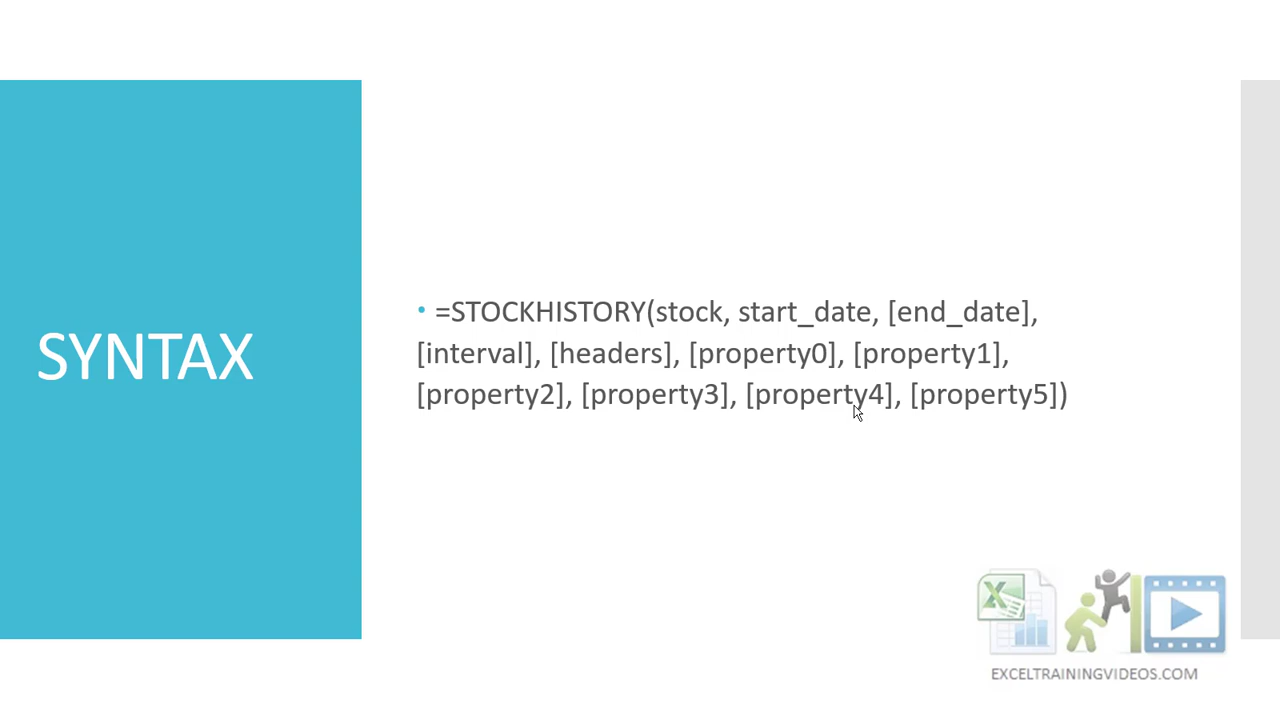 SYNTAX
• =STOCKHISTORY(stock, start_date, [end_date],
[interval], [headers], [property0], [property1],
[property2], [property3], [property4], [property5])
EXCELTRAININGVIDEOS.COM